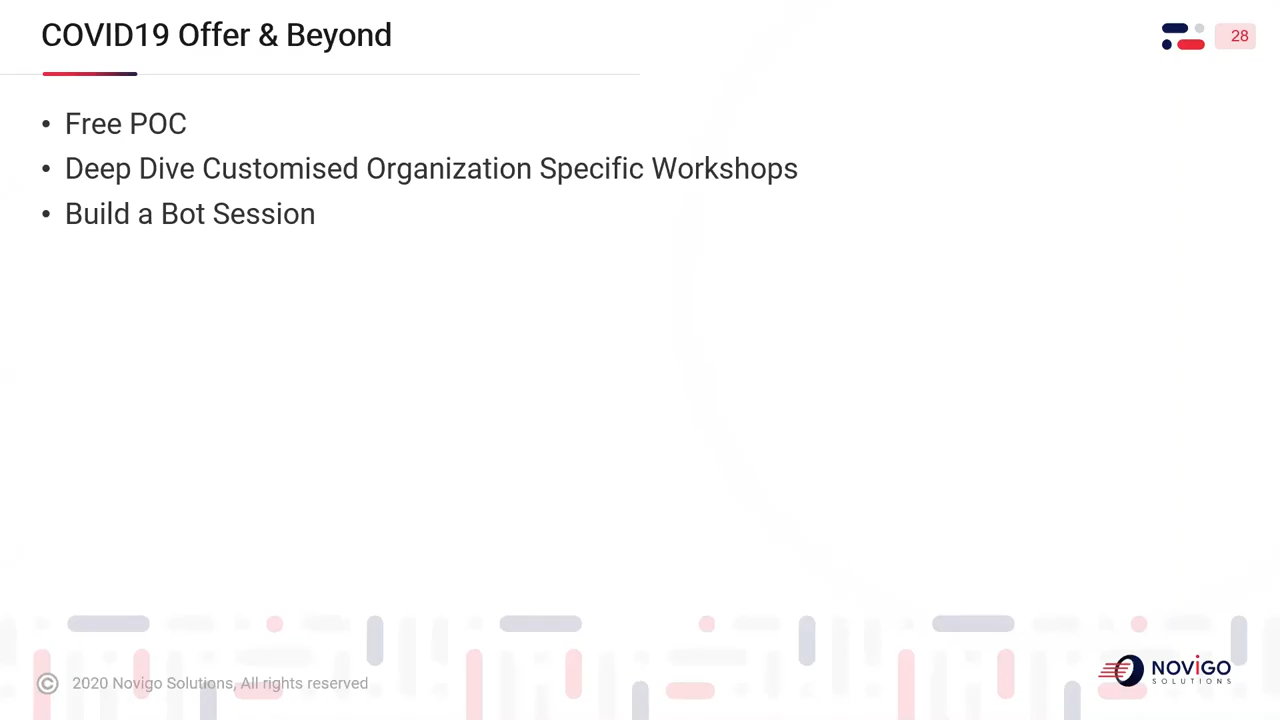 COVID19 Offer & Beyond
28
• Free POC
• Deep Dive Customised Organization Specific Workshops
• Build a Bot Session
© 2020 Novigo Solutions, All rights reserved
NOViGO
SOLUTIONS